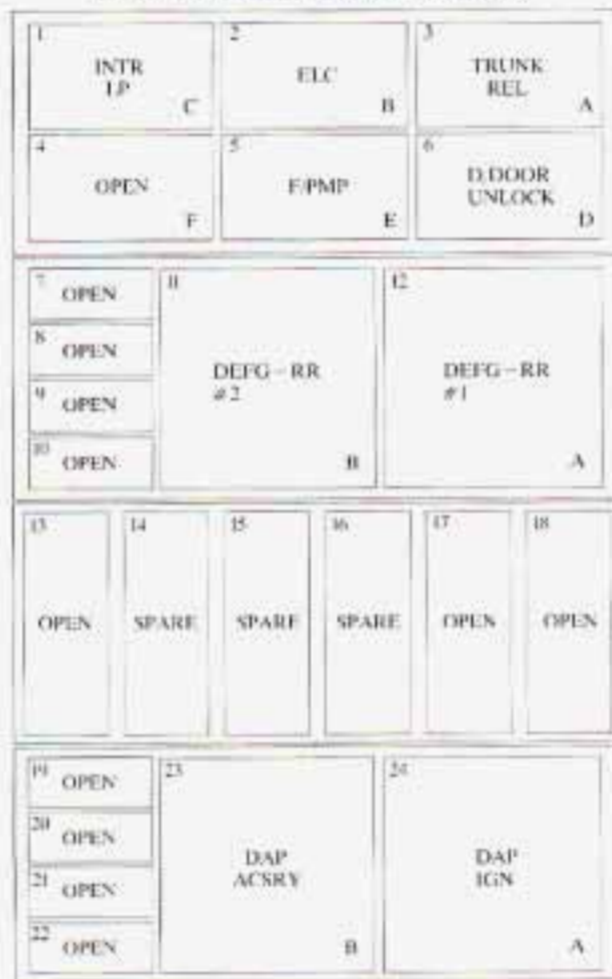 1
INTR
LP
C
2
ELC
B
3
TRUNK
REL
A
4
OPEN
F
5
F/PMP
E
6
D/DOOR
UNLOCK
D
7
OPEN
8
OPEN
9
OPEN
10
OPEN
11
DEFG-RR
#2
B
12
DEFG-RR
#1
A
13
OPEN
14
SPARE
15
SPARE
16
SPARE
17
OPEN
18
OPEN
19
OPEN
20
OPEN
21
OPEN
22
OPEN
23
DAP
ACSRY
B
24
DAP
IGN
A